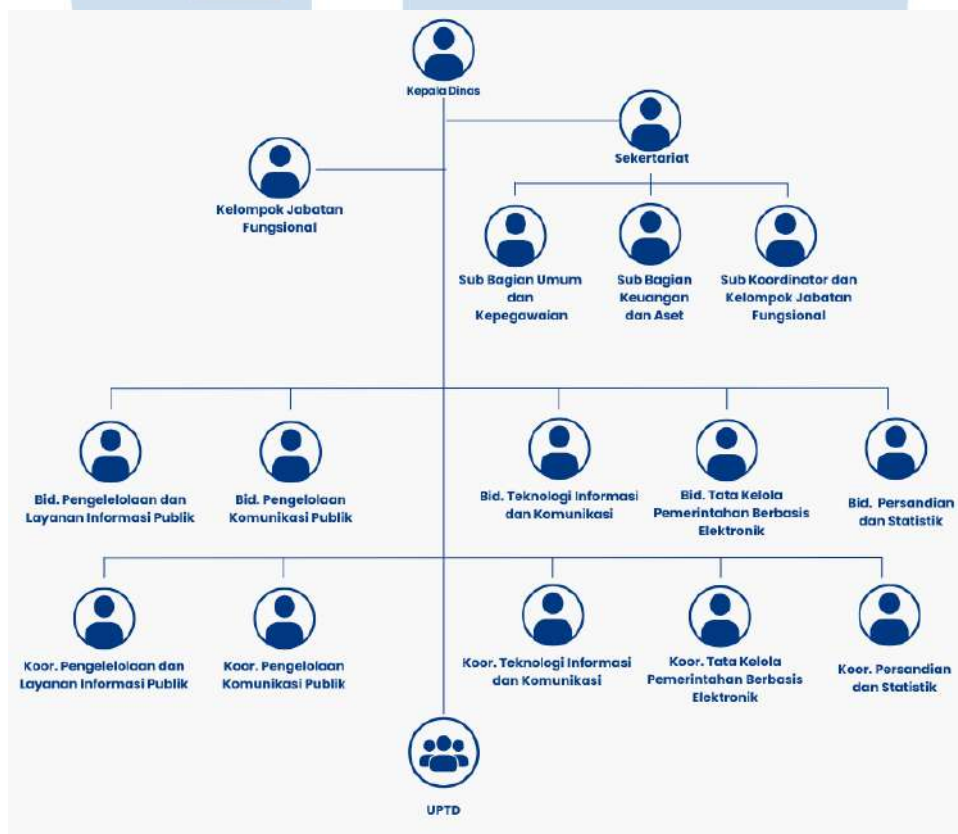 Kepala Dinas
Sekertariat
Kelompok Jabatan
Fungsional
Sub Bagian Umum
dan
Kepegawaian
Sub Bagian
Keuangan
dan Aset
Sub Koordinator dan
Kelompok Jabatan
Fungsional
Bid. Pengelelolaan dan
Layanan Informasi Publik
Bid. Pengelolaan
Komunikasi Publik
Bid. Teknologi Informasi
dan Komunikasi
Bid. Tata Kelola
Pemerintahan Berbasis
Elektronik
Bid. Persandian
dan Statistik
Koor. Pengelelolaan dan
Layanan Informasi Publik
Koor. Pengelolaan
Komunikasi Publik
Koor. Teknologi Informasi
dan Komunikasi
Koor. Tata Kelola
Pemerintahan Berbasis
Elektronik
Koor. Persandian
dan Statistik
UPTD